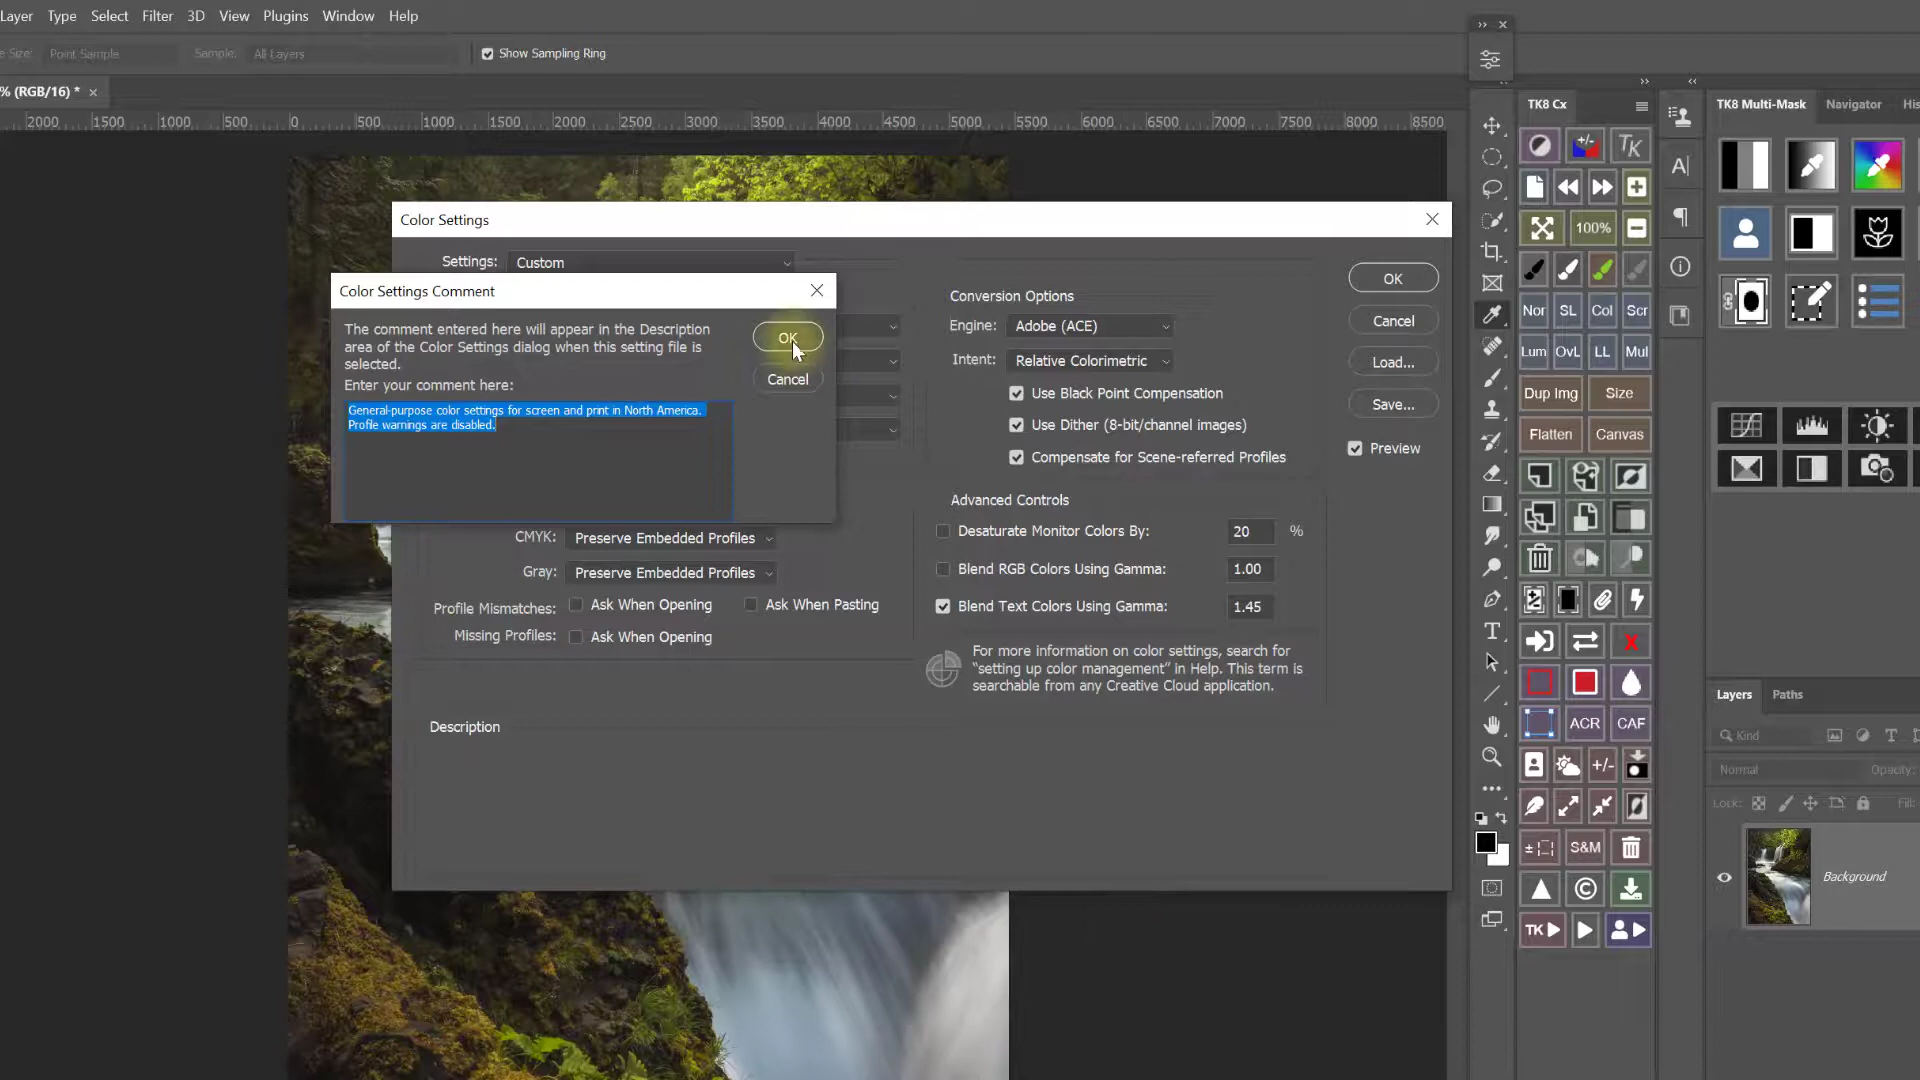 Layer Type Select Filter 3D View Plugins Window Help
Size: Point Sample Sample: All Layers Show Sampling Ring
% (RGB/16) *
2000 1500 1000 500 0 500 1000 1500 2000 2500 3000 3500 4000 4500 5000 5500 6000 6500 7000 7500 8000 8500
Color Settings
Settings: Custom
Color Settings Comment
The comment entered here will appear in the Description
area of the Color Settings dialog when this setting file is
selected.
Enter your comment here:
General-purpose color settings for screen and print in North America.
Profile warnings are disabled.
OK
Cancel
CMYK: Preserve Embedded Profiles
Gray: Preserve Embedded Profiles
Profile Mismatches: Ask When Opening Ask When Pasting
Missing Profiles: Ask When Opening
Description
Conversion Options
Engine: Adobe (ACE)
Intent: Relative Colorimetric
Use Black Point Compensation
Use Dither (8-bit/channel images)
Compensate for Scene-referred Profiles
Advanced Controls
Desaturate Monitor Colors By: 20 %
Blend RGB Colors Using Gamma: 1.00
Blend Text Colors Using Gamma: 1.45
For more information on color settings, search for
"setting up color management" in Help. This term is
searchable from any Creative Cloud application.
OK
Cancel
Load...
Save...
Preview
TK8 Cx
TK
100%
Nor SL Col Scr
Lum OvL LL Mul
Dup Img Size
Flatten Canvas
ACR CAF
+/-
S&M
TK
TK8 Multi-Mask Navigator His
Layers Paths
Kind
Normal Opacity:
Lock: Fill:
Background